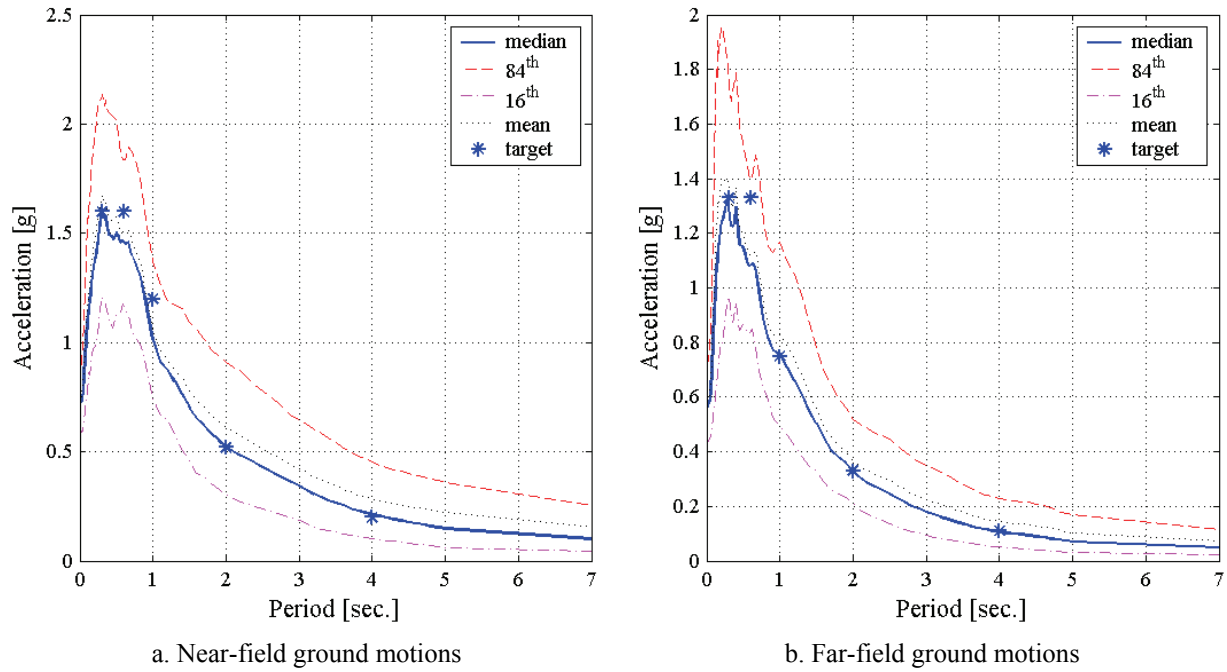 2.5
2
1.5
1
0.5
0
0 1 2 3 4 5 6 7
Acceleration [g]
Period [sec.]
median
84th
16th
mean
target
a. Near-field ground motions
2
1.8
1.6
1.4
1.2
1
0.8
0.6
0.4
0.2
0
0 1 2 3 4 5 6 7
Acceleration [g]
Period [sec.]
median
84th
16th
mean
target
b. Far-field ground motions